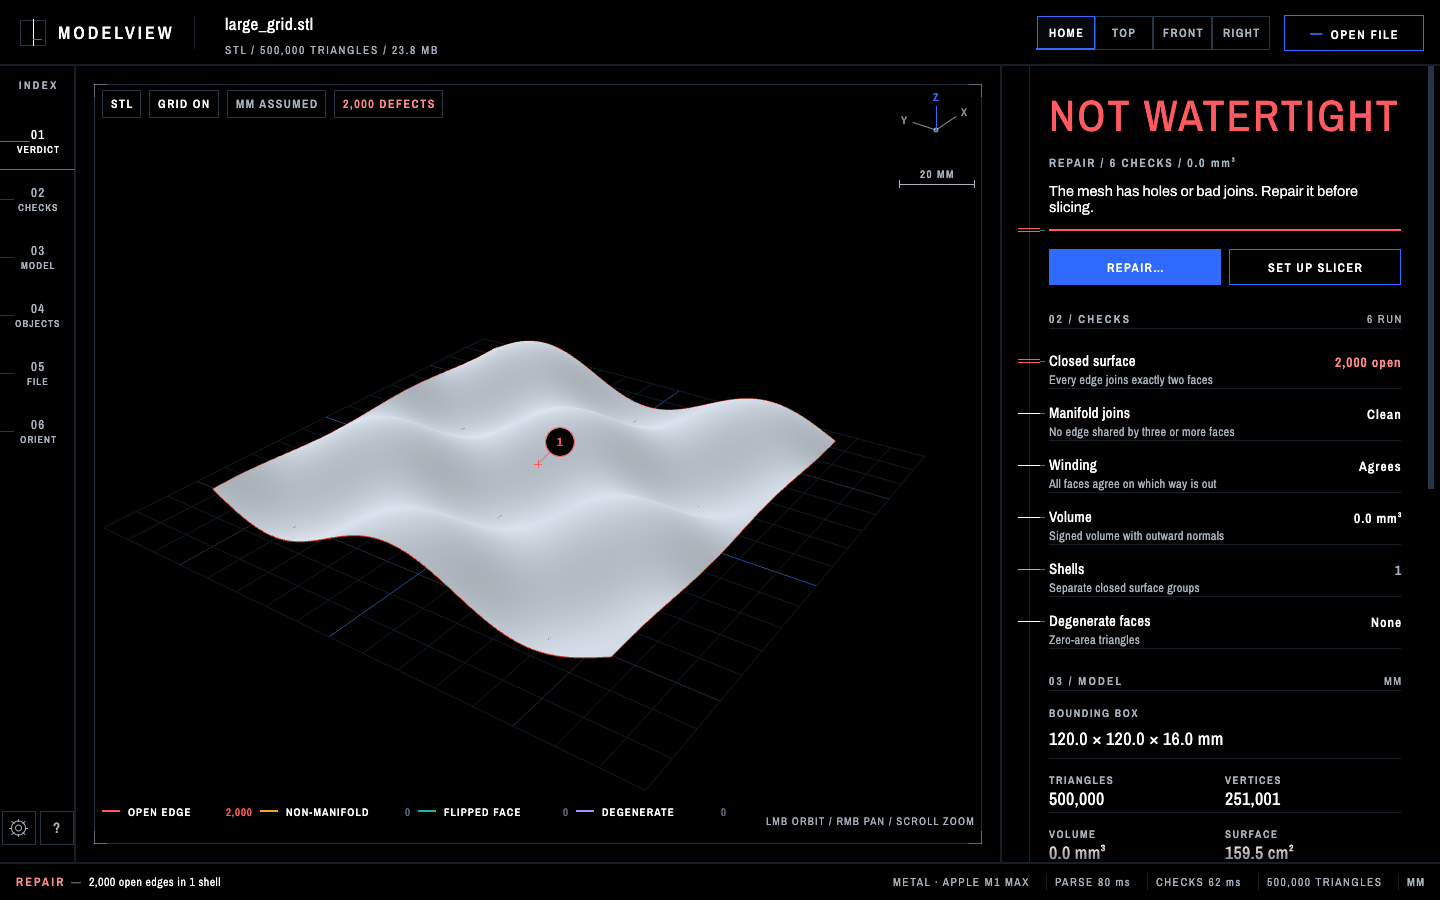 MODELVIEW
large_grid.stl
STL / 500,000 TRIANGLES / 23.8 MB
HOME
TOP
FRONT
RIGHT
— OPEN FILE
INDEX
01
VERDICT
02
CHECKS
03
MODEL
04
OBJECTS
05
FILE
06
ORIENT
?
STL
GRID ON
MM ASSUMED
2,000 DEFECTS
Z
Y
X
20 MM
1
OPEN EDGE 2,000
NON-MANIFOLD 0
FLIPPED FACE 0
DEGENERATE 0
LMB ORBIT / RMB PAN / SCROLL ZOOM
NOT WATERTIGHT
REPAIR / 6 CHECKS / 0.0 mm³
The mesh has holes or bad joins. Repair it before
slicing.
REPAIR...
SET UP SLICER
02 / CHECKS 6 RUN
Closed surface 2,000 open
Every edge joins exactly two faces
Manifold joins Clean
No edge shared by three or more faces
Winding Agrees
All faces agree on which way is out
Volume 0.0 mm³
Signed volume with outward normals
Shells 1
Separate closed surface groups
Degenerate faces None
Zero-area triangles
03 / MODEL MM
BOUNDING BOX
120.0 × 120.0 × 16.0 mm
TRIANGLES VERTICES
500,000 251,001
VOLUME SURFACE
0.0 mm³ 159.5 cm²
REPAIR — 2,000 open edges in 1 shell
METAL · APPLE M1 MAX
PARSE 80 ms
CHECKS 62 ms
500,000 TRIANGLES
MM